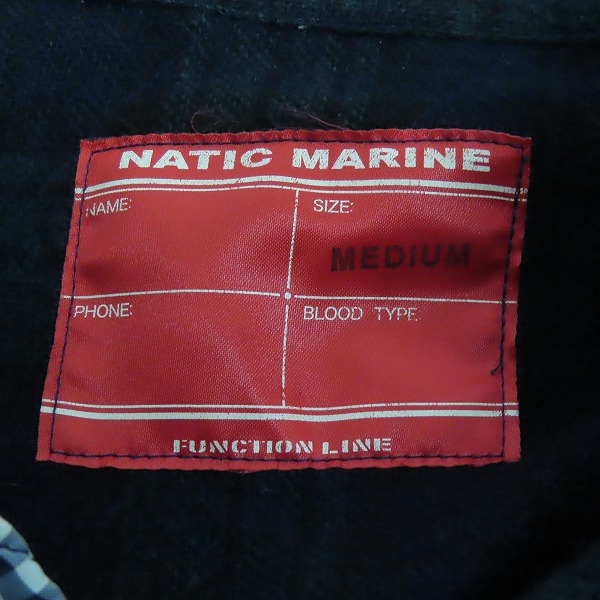 NATIC MARINE
NAME:
SIZE:
MEDIUM
PHONE:
BLOOD TYPE:
FUNCTION LINE